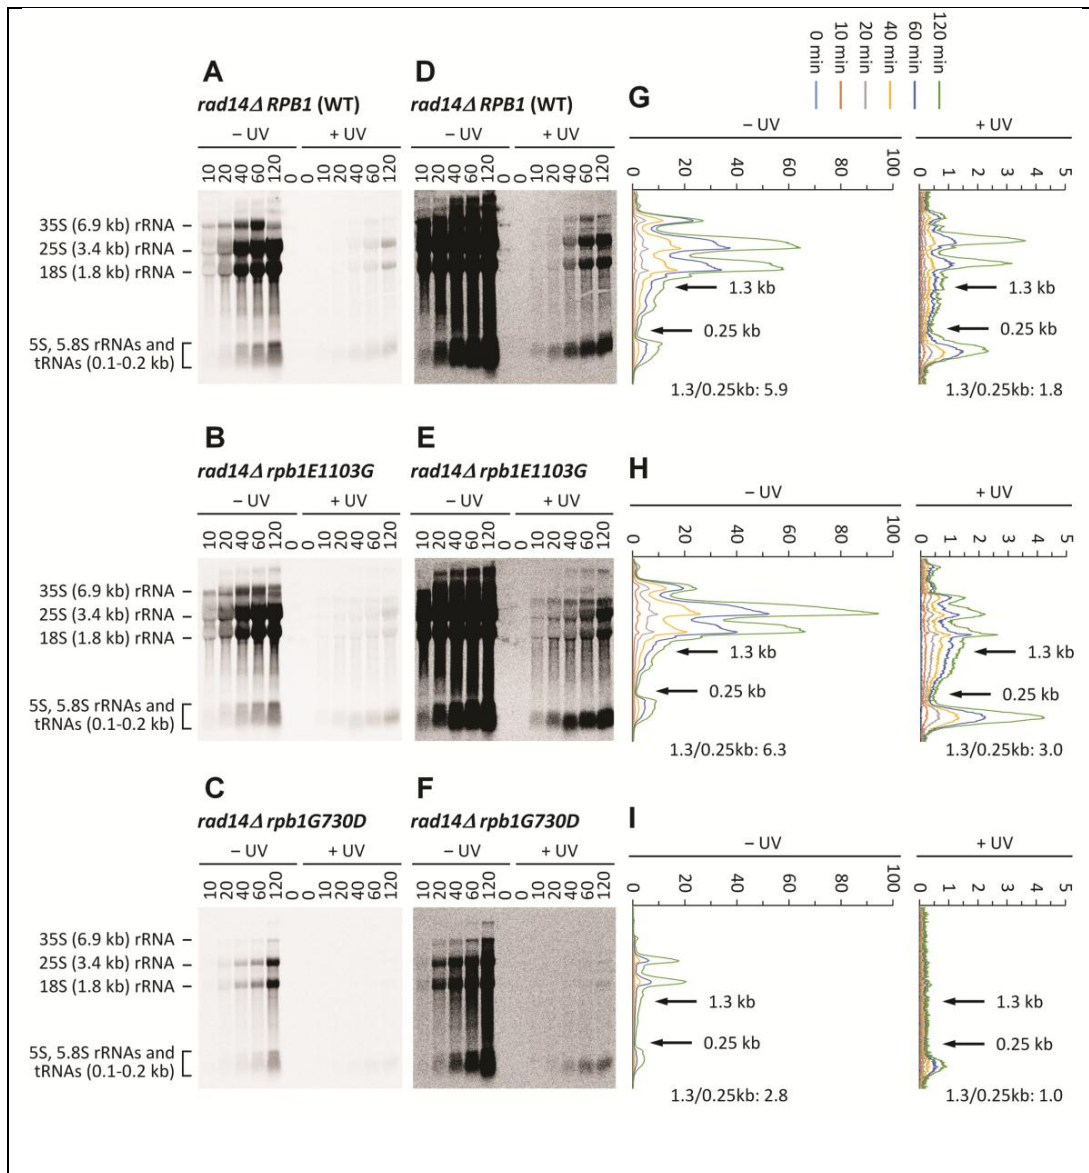 120 min
60 min
40 min
20 min
10 min
0 min
A
rad14Δ RPB1 (WT)
– UV
+ UV
10
20
40
60
120
0
10
20
40
60
120
35S (6.9 kb) rRNA –
25S (3.4 kb) rRNA –
18S (1.8 kb) rRNA –
5S, 5.8S rRNAs and
tRNAs (0.1-0.2 kb)
D
rad14Δ RPB1 (WT)
– UV
+ UV
10
20
40
60
120
0
10
20
40
60
120
G
– UV
0
20
40
60
80
100
1.3 kb
0.25 kb
1.3/0.25kb: 5.9
+ UV
0
1
2
3
4
5
1.3 kb
0.25 kb
1.3/0.25kb: 1.8
B
rad14Δ rpb1E1103G
– UV
+ UV
10
20
40
60
120
0
10
20
40
60
120
35S (6.9 kb) rRNA –
25S (3.4 kb) rRNA –
18S (1.8 kb) rRNA –
5S, 5.8S rRNAs and
tRNAs (0.1-0.2 kb)
E
rad14Δ rpb1E1103G
– UV
+ UV
10
20
40
60
120
0
10
20
40
60
120
H
– UV
0
20
40
60
80
100
1.3 kb
0.25 kb
1.3/0.25kb: 6.3
+ UV
0
1
2
3
4
5
1.3 kb
0.25 kb
1.3/0.25kb: 3.0
C
rad14Δ rpb1G730D
– UV
+ UV
10
20
40
60
120
0
10
20
40
60
120
35S (6.9 kb) rRNA –
25S (3.4 kb) rRNA –
18S (1.8 kb) rRNA –
5S, 5.8S rRNAs and
tRNAs (0.1-0.2 kb)
F
rad14Δ rpb1G730D
– UV
+ UV
10
20
40
60
120
0
10
20
40
60
120
I
– UV
0
20
40
60
80
100
1.3 kb
0.25 kb
1.3/0.25kb: 2.8
+ UV
0
1
2
3
4
5
1.3 kb
0.25 kb
1.3/0.25kb: 1.0